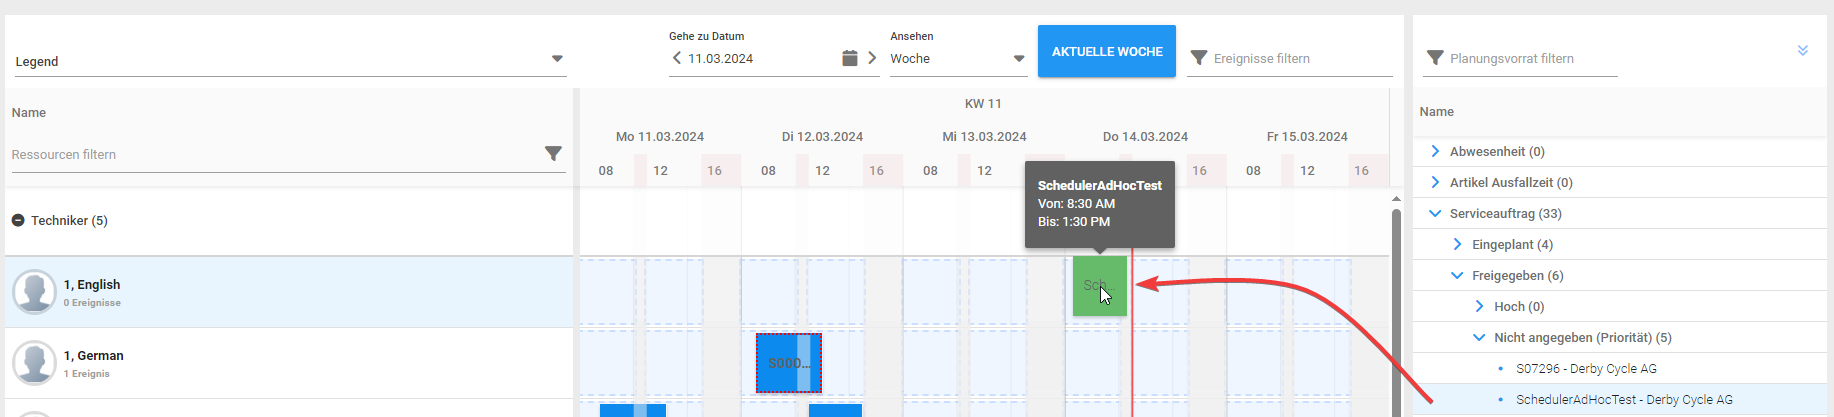 Legend
Gehe zu Datum
11.03.2024
Ansehen
Woche
AKTUELLE WOCHE
Ereignisse filtern
Planungsvorrat filtern
Name
Ressourcen filtern
KW 11
Mo 11.03.2024 Di 12.03.2024 Mi 13.03.2024 Do 14.03.2024 Fr 15.03.2024
08 12 16 08 12 16 08 12 16 08 12 16
SchedulerAdHocTest
Von: 8:30 AM
Bis: 1:30 PM
Techniker (5)
1, English
0 Ereignisse
Sch...
1, German
1 Ereignis
S000...
Name
Abwesenheit (0)
Artikel Ausfallzeit (0)
Serviceauftrag (33)
Eingeplant (4)
Freigegeben (6)
Hoch (0)
Nicht angegeben (Priorität) (5)
S07296 - Derby Cycle AG
SchedulerAdHocTest - Derby Cycle AG